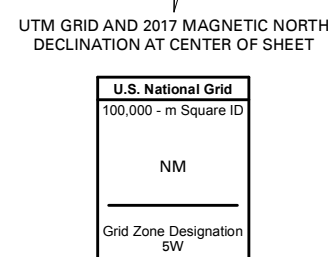 UTM GRID AND 2017 MAGNETIC NORTH
DECLINATION AT CENTER OF SHEET
U.S. National Grid
100,000 - m Square ID
NM
Grid Zone Designation
5W